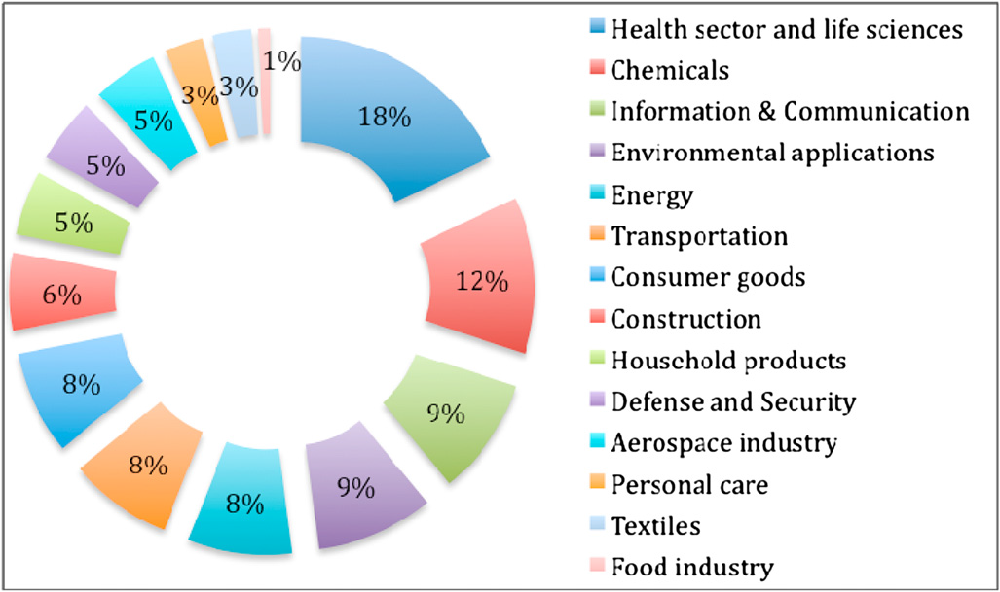 18%
12%
9%
9%
8%
8%
8%
6%
5%
5%
5%
3%
3%
1%
Health sector and life sciences
Chemicals
Information & Communication
Environmental applications
Energy
Transportation
Consumer goods
Construction
Household products
Defense and Security
Aerospace industry
Personal care
Textiles
Food industry